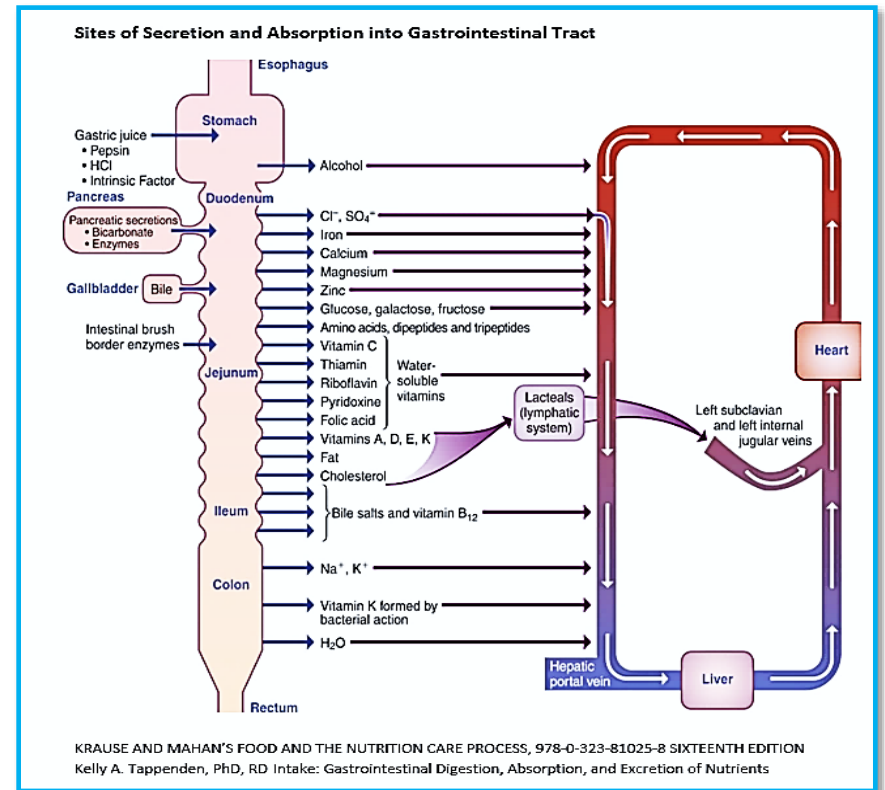 Sites of Secretion and Absorption into Gastrointestinal Tract
Esophagus
Stomach
Gastric juice
• Pepsin
• HCl
• Intrinsic Factor
Alcohol
Pancreas
Duodenum
Pancreatic secretions
• Bicarbonate
• Enzymes
Cl⁻, SO₄⁼
Iron
Calcium
Magnesium
Gallbladder
Bile
Zinc
Glucose, galactose, fructose
Amino acids, dipeptides and tripeptides
Intestinal brush
border enzymes
Jejunum
Vitamin C
Thiamin
Riboflavin
Pyridoxine
Folic acid
Water-
soluble
vitamins
Heart
Lacteals
(lymphatic
system)
Left subclavian
and left internal
jugular veins
Vitamins A, D, E, K
Fat
Cholesterol
Ileum
Bile salts and vitamin B₁₂
Colon
Na⁺, K⁺
Vitamin K formed by
bacterial action
H₂O
Hepatic
portal vein
Liver
Rectum
KRAUSE AND MAHAN'S FOOD AND THE NUTRITION CARE PROCESS, 978-0-323-81025-8 SIXTEENTH EDITION
Kelly A. Tappenden, PhD, RD Intake: Gastrointestinal Digestion, Absorption, and Excretion of Nutrients